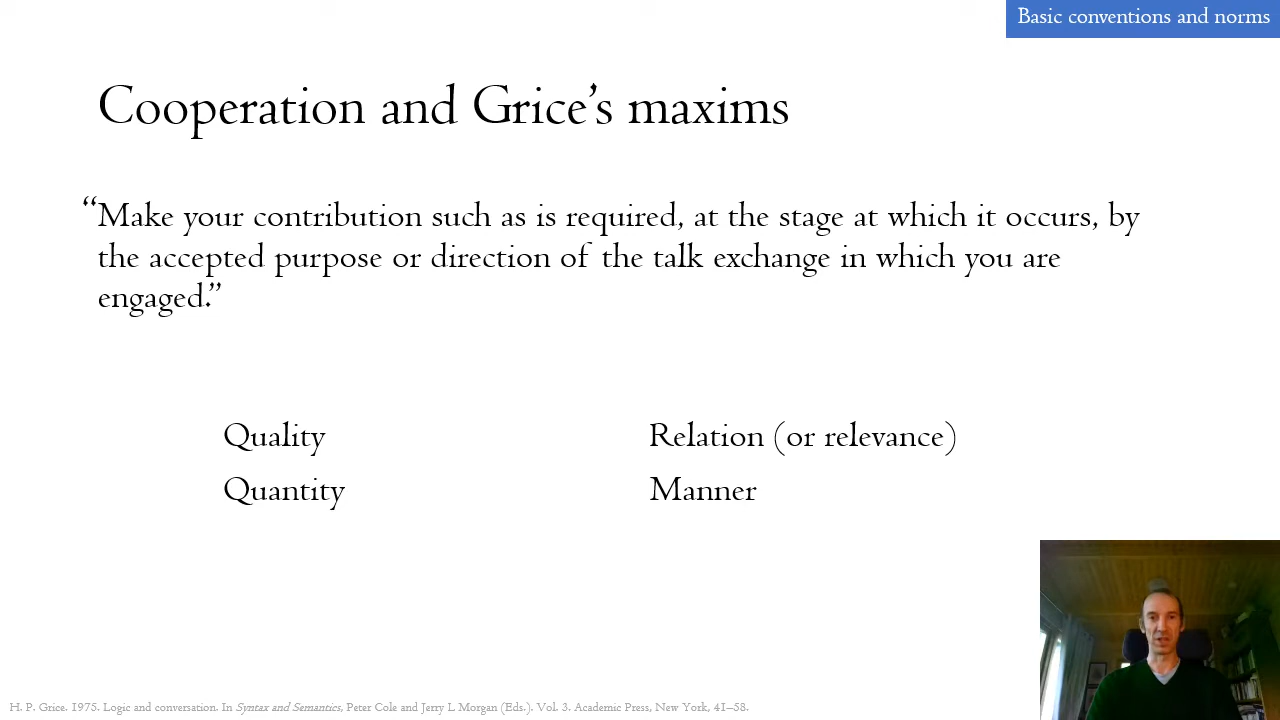 Basic conventions and norms
Cooperation and Grice’s maxims
“Make your contribution such as is required, at the stage at which it occurs, by
the accepted purpose or direction of the talk exchange in which you are
engaged.”
Quality
Relation (or relevance)
Quantity
Manner
H. P. Grice. 1975. Logic and conversation. In Syntax and Semantics, Peter Cole and Jerry L Morgan (Eds.). Vol. 3. Academic Press, New York, 41–58.